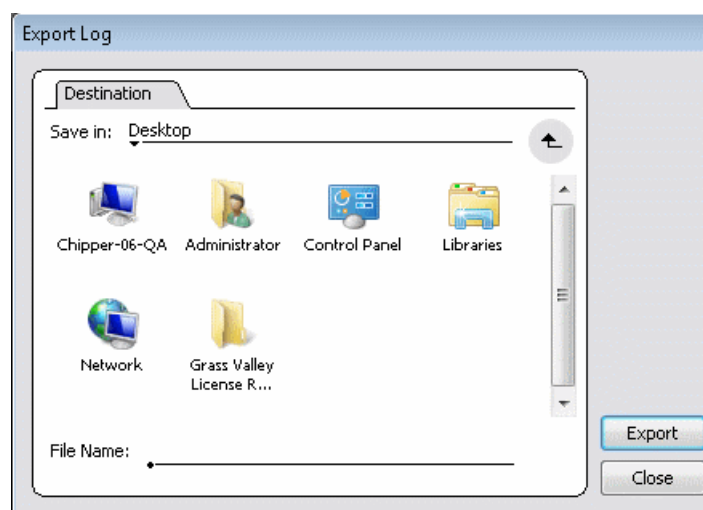 Export Log
Destination
Save in: Desktop
Chipper-06-QA Administrator Control Panel Libraries
Network Grass Valley
License R...
File Name:
Export
Close